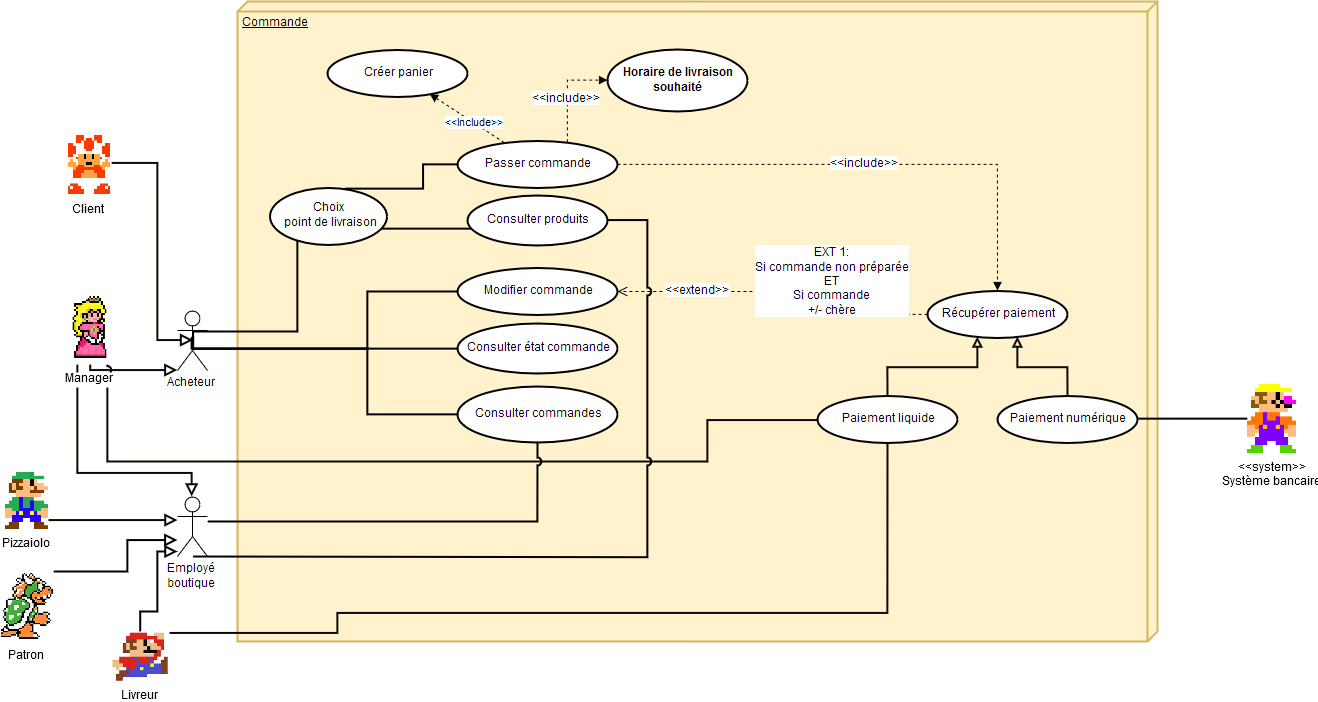 Commande
Créer panier
Horaire de livraison
souhaité
<<include>>
<<Include>>
Passer commande
<<include>>
Client
Choix
point de livraison
Consulter produits
EXT 1:
Si commande non préparée
ET
Si commande
+/- chère
<<extend>>
Modifier commande
Récupérer paiement
Consulter état commande
Manager
Acheteur
Consulter commandes
Paiement liquide
Paiement numérique
<<system>>
Système bancaire
Pizzaiolo
Employé
boutique
Patron
Livreur